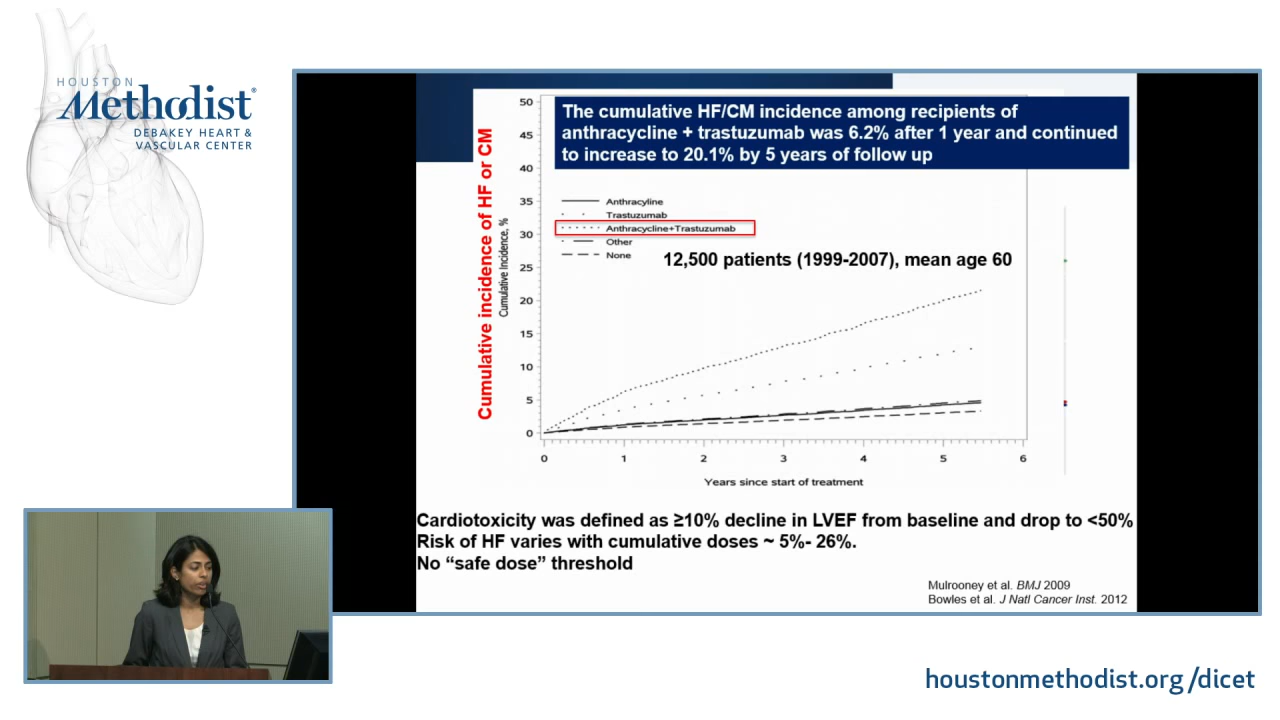 HOUSTON
Methodist®
DEBAKEY HEART &
VASCULAR CENTER
The cumulative HF/CM incidence among recipients of
anthracycline + trastuzumab was 6.2% after 1 year and continued
to increase to 20.1% by 5 years of follow up
Cumulative incidence of HF or CM
Cumulative Incidence, %
50
45
40
35
30
25
20
15
10
5
0
Anthracyline
Trastuzumab
Anthracycline+Trastuzumab
Other
None
12,500 patients (1999-2007), mean age 60
0 1 2 3 4 5 6
Years since start of treatment
Cardiotoxicity was defined as ≥10% decline in LVEF from baseline and drop to <50%
Risk of HF varies with cumulative doses ~ 5%- 26%.
No “safe dose” threshold
Mulrooney et al. BMJ 2009
Bowles et al. J Natl Cancer Inst. 2012
houstonmethodist.org/dicet